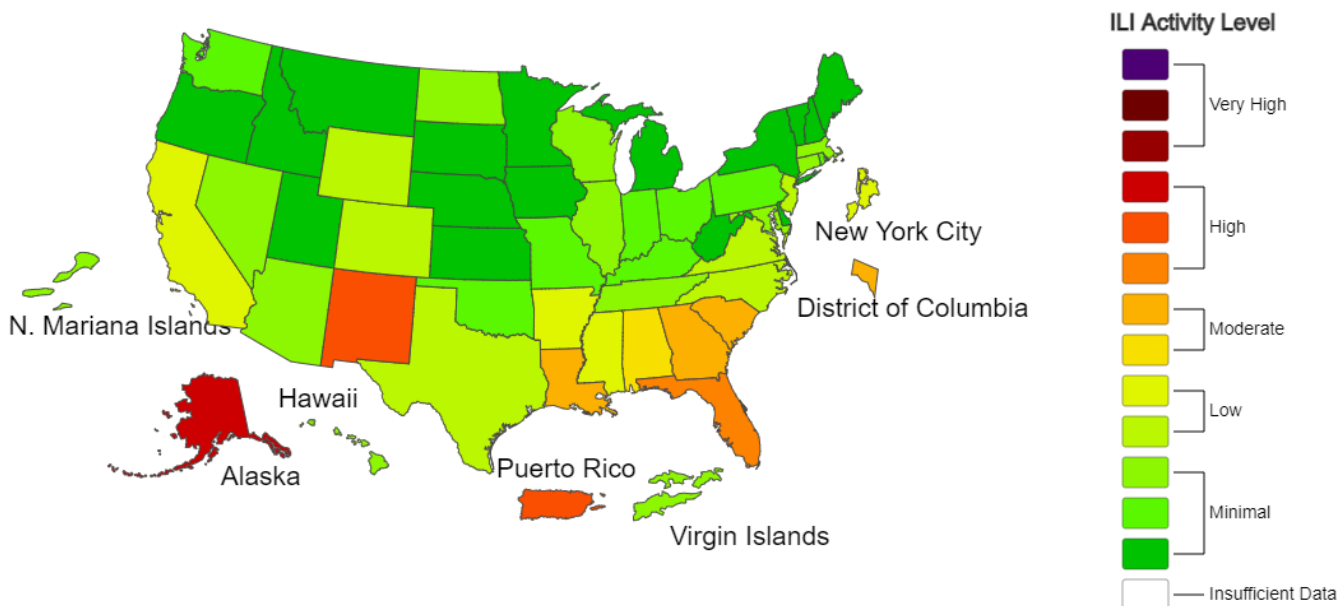 ILI Activity Level
Very High
High
Moderate
Low
Minimal
Insufficient Data
New York City
District of Columbia
N. Mariana Islands
Hawaii
Alaska
Puerto Rico
Virgin Islands